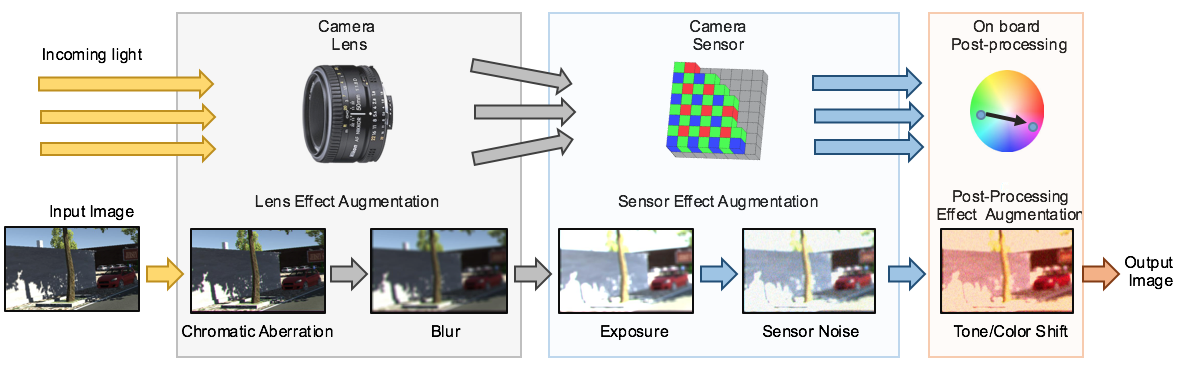 Camera
Lens
Camera
Sensor
On board
Post-processing
Incoming light
Lens Effect Augmentation
Sensor Effect Augmentation
Post-Processing
Effect Augmentation
Input Image
Output
Image
Chromatic Aberration
Blur
Exposure
Sensor Noise
Tone/Color Shift